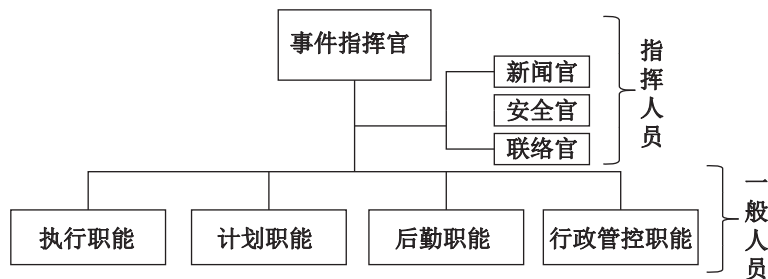 事件指挥官
新闻官
安全官
联络官
指挥人员
执行职能
计划职能
后勤职能
行政管控职能
一般人员